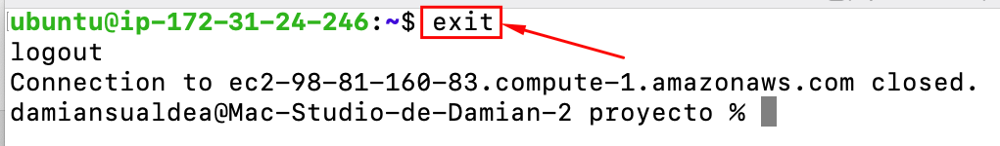 ubuntu@ip-172-31-24-246:~$ exit
logout
Connection to ec2-98-81-160-83.compute-1.amazonaws.com closed.
damiansualdea@Mac-Studio-de-Damian-2 proyecto %